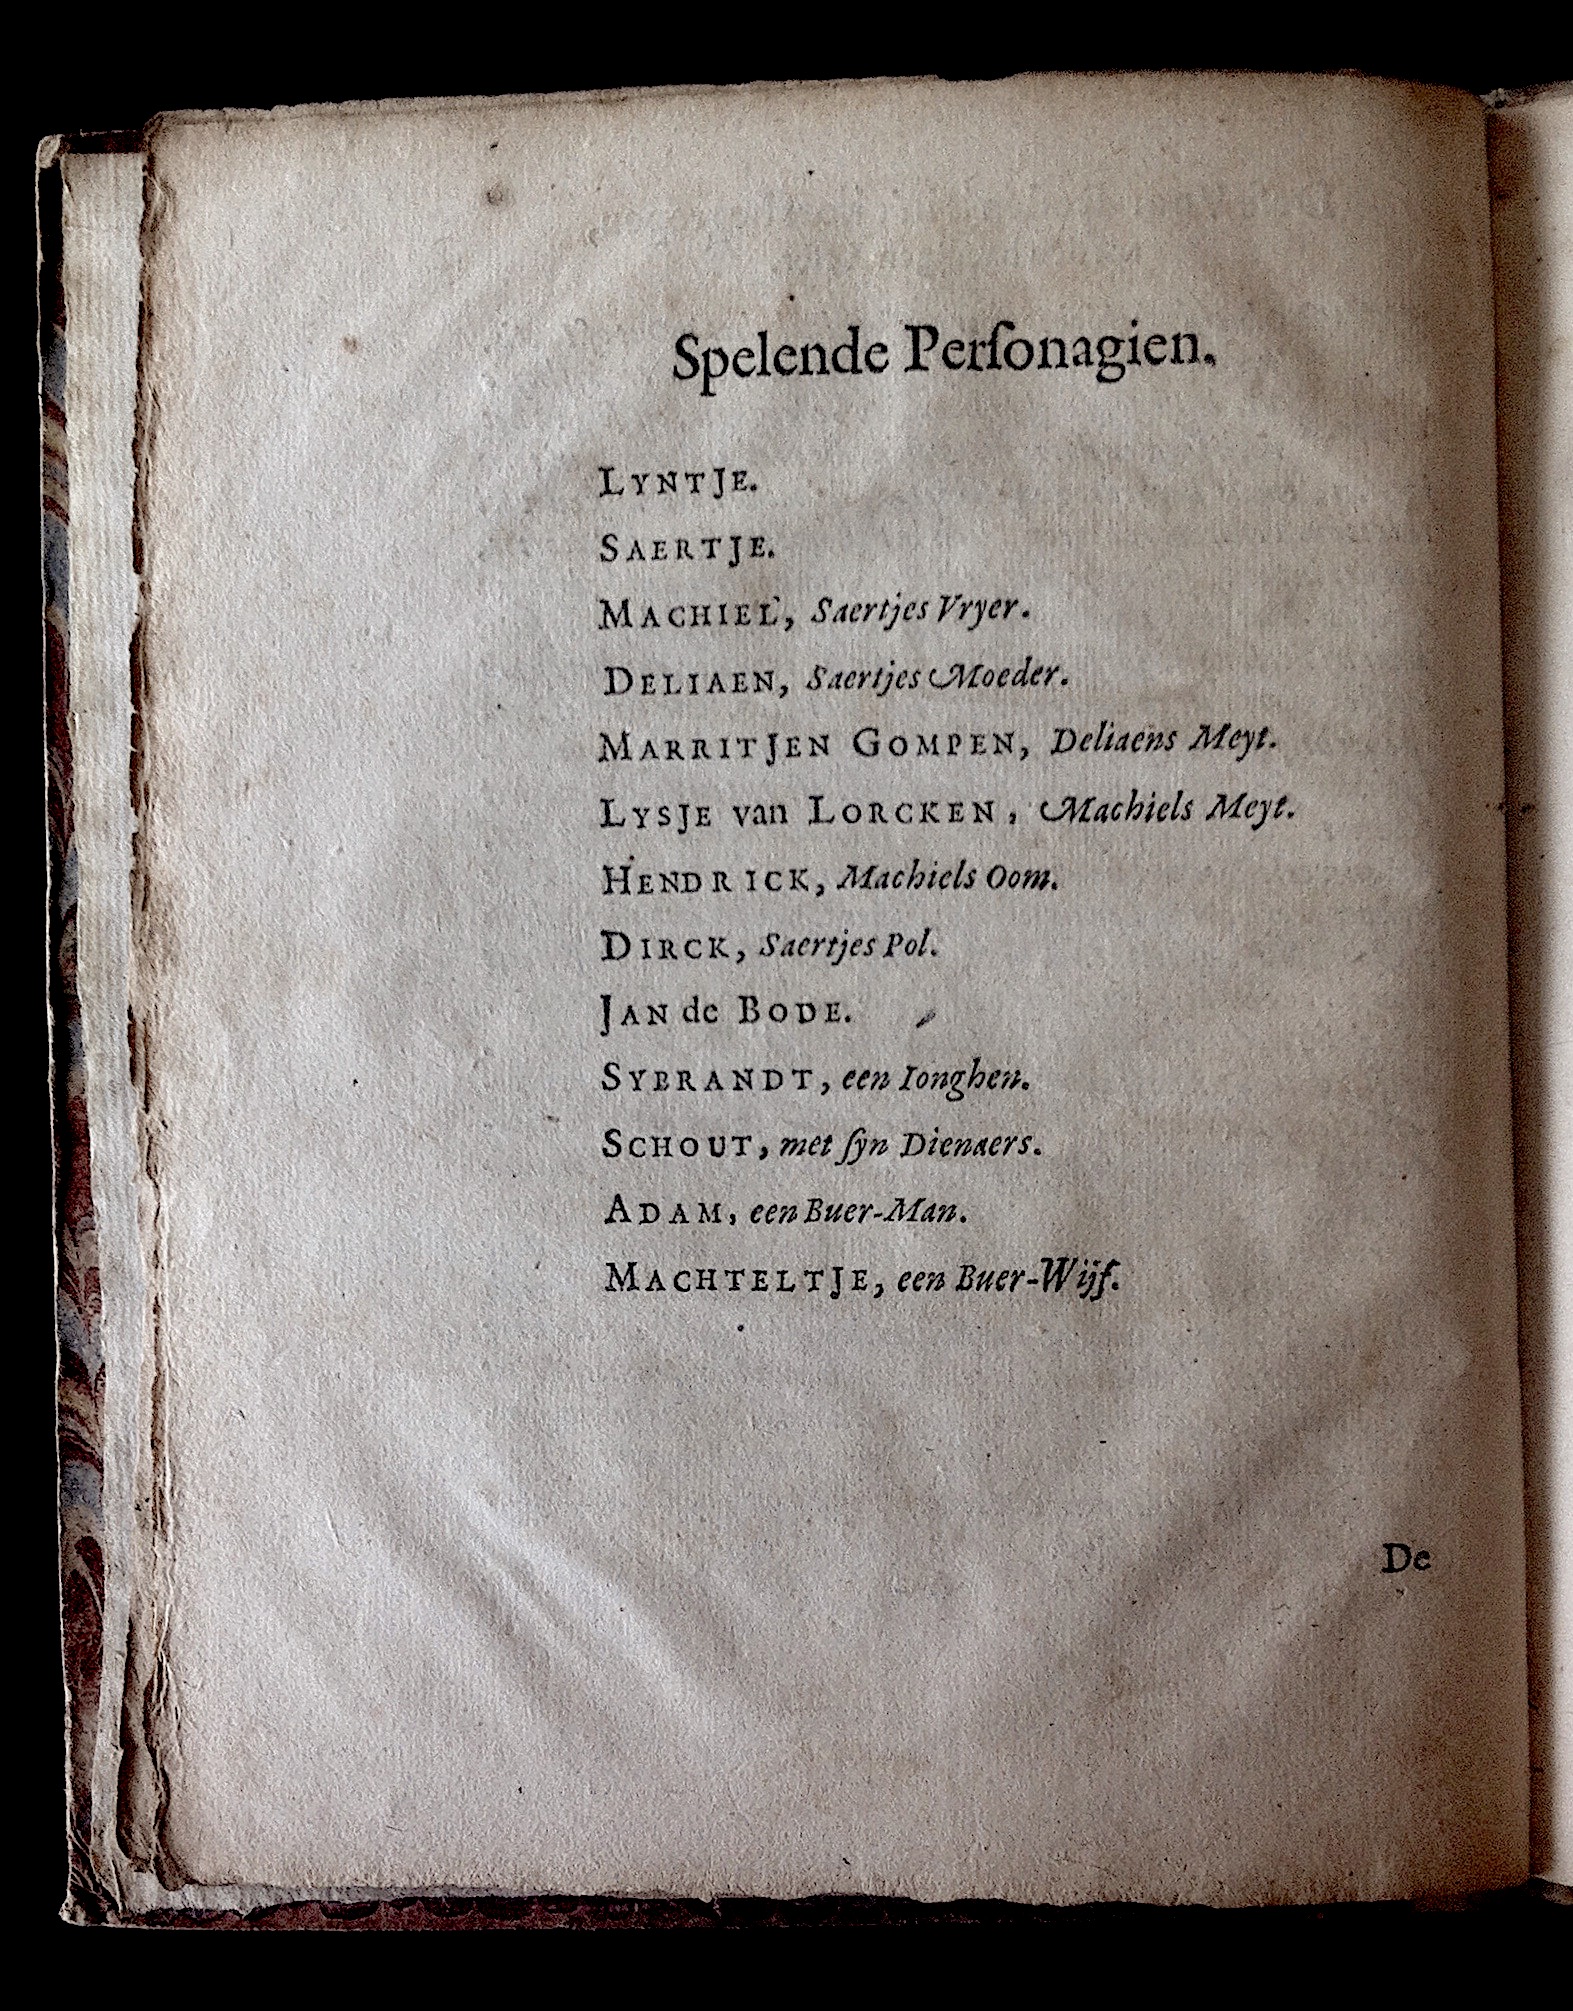 Spelende Perſonagien.
LYNTJE.
SAERTJE.
MACHIEL, Saertjes Vryer.
DELIAEN, Saertjes Moeder.
MARRITJEN GOMPEN, Deliaens Meyt.
LYSJE van LORCKEN, Machiels Meyt.
HENDRICK, Machiels Oom.
DIRCK, Saertjes Pol.
JAN de BODE.
SYBRANDT, een Ionghen.
SCHOUT, met ſyn Dienaers.
ADAM, een Buer-Man.
MACHTELTJE, een Buer-Wijf.
De